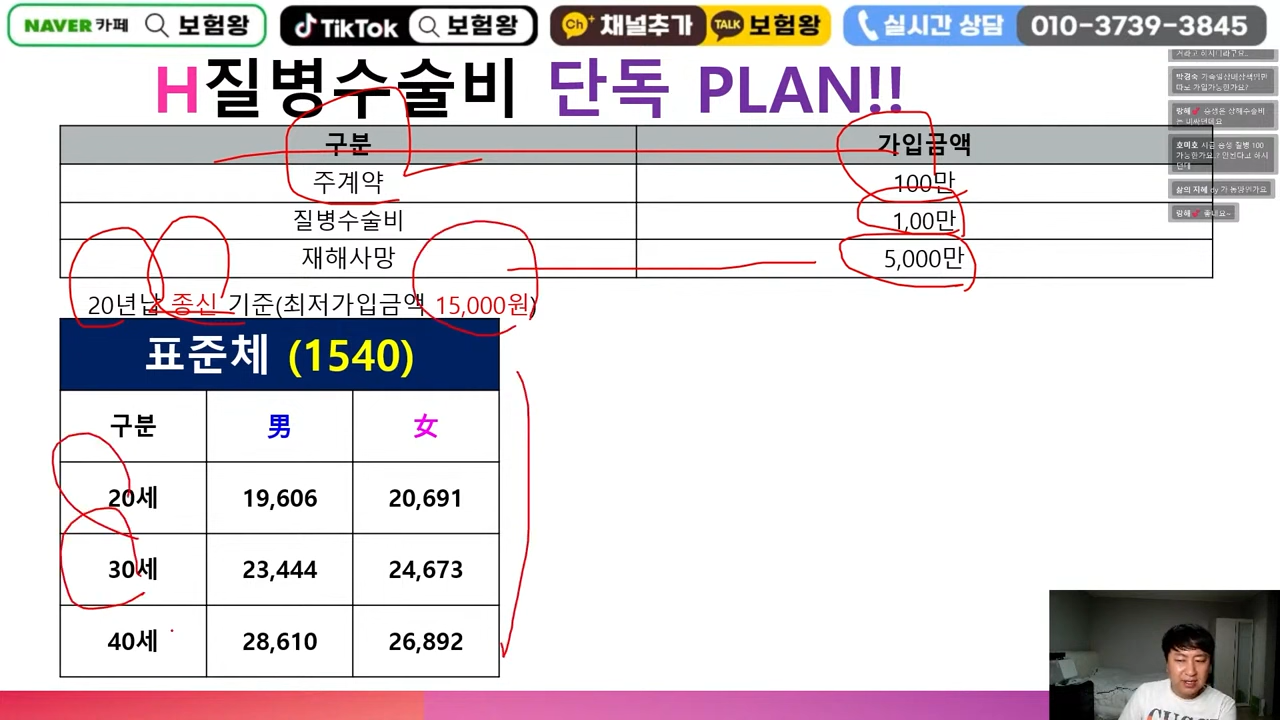 NAVER 카페 보험왕 TikTok 보험왕 Ch+ 채널추가 TALK 보험왕 실시간 상담 010-3739-3845
H질병수술비 단독 PLAN!!
구분 가입금액
주계약 100만
질병수술비 1,00만
재해사망 5,000만
20년납 종신 기준(최저가입금액 15,000원)
표준체 (1540)
구분 男 女
20세 19,606 20,691
30세 23,444 24,673
40세 28,610 26,892